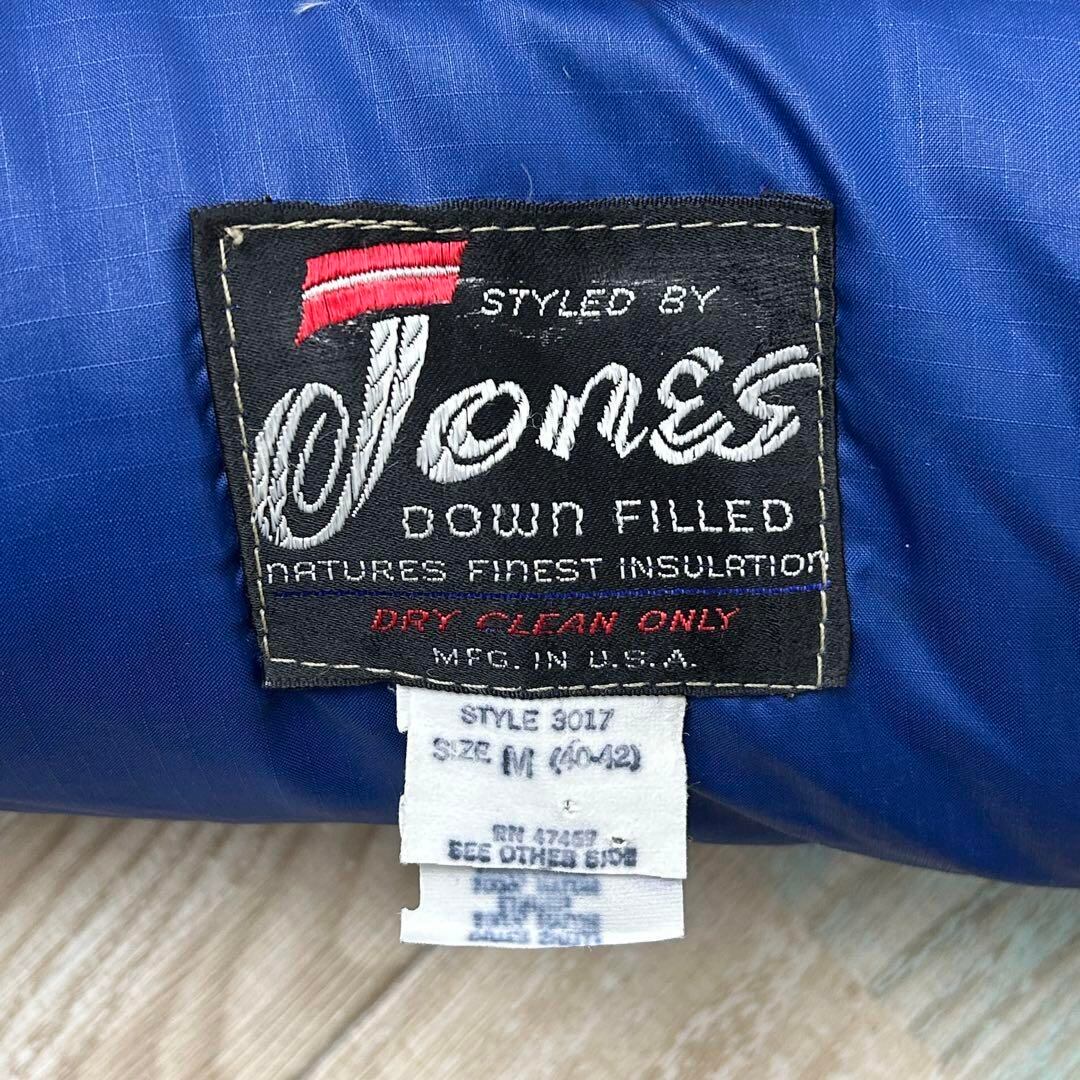 STYLED BY
Jones
DOWN FILLED
NATURES FINEST INSULATION
DRY CLEAN ONLY
MFG. IN U.S.A.
STYLE 3017
SIZE M (40-42)
RN 47469
SEE OTHER SIDE